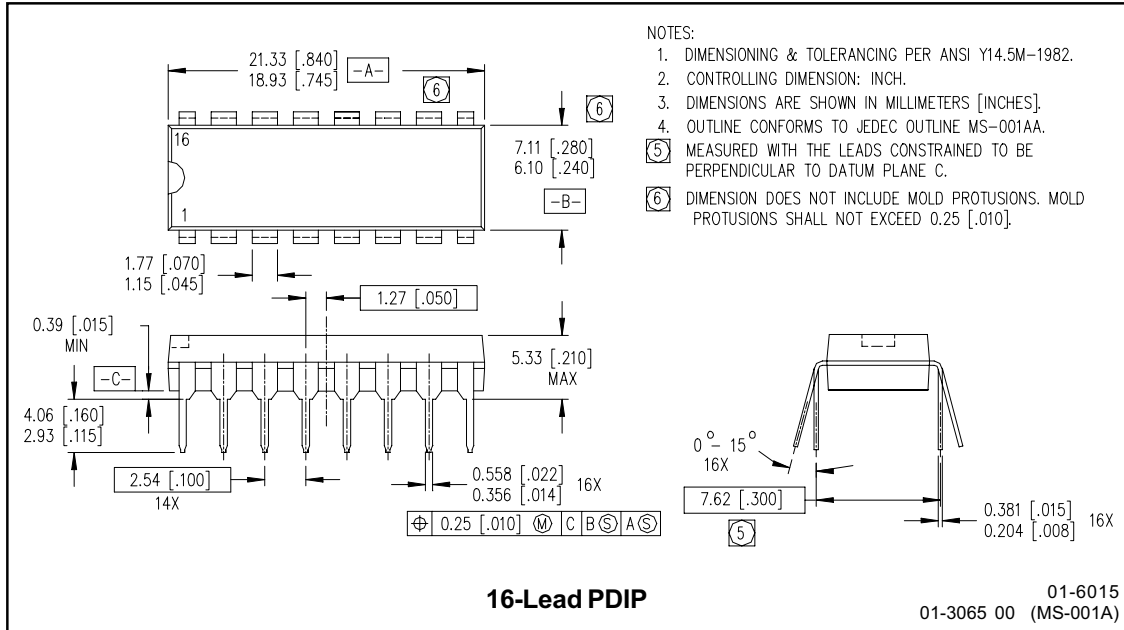 NOTES:
1. DIMENSIONING & TOLERANCING PER ANSI Y14.5M-1982.
2. CONTROLLING DIMENSION: INCH.
3. DIMENSIONS ARE SHOWN IN MILLIMETERS [INCHES].
4. OUTLINE CONFORMS TO JEDEC OUTLINE MS-001AA.
5 MEASURED WITH THE LEADS CONSTRAINED TO BE
PERPENDICULAR TO DATUM PLANE C.
6 DIMENSION DOES NOT INCLUDE MOLD PROTUSIONS. MOLD
PROTUSIONS SHALL NOT EXCEED 0.25 [.010].
21.33 [.840]
18.93 [.745]
-A-
6
6
16
1
7.11 [.280]
6.10 [.240]
-B-
1.77 [.070]
1.15 [.045]
1.27 [.050]
0.39 [.015]
MIN
-C-
5.33 [.210]
MAX
4.06 [.160]
2.93 [.115]
2.54 [.100]
14X
0.558 [.022]
0.356 [.014] 16X
⌖ 0.25 [.010] Ⓜ C B Ⓢ A Ⓢ
0°- 15°
16X
7.62 [.300]
5
0.381 [.015]
0.204 [.008] 16X
16-Lead PDIP
01-6015
01-3065 00 (MS-001A)